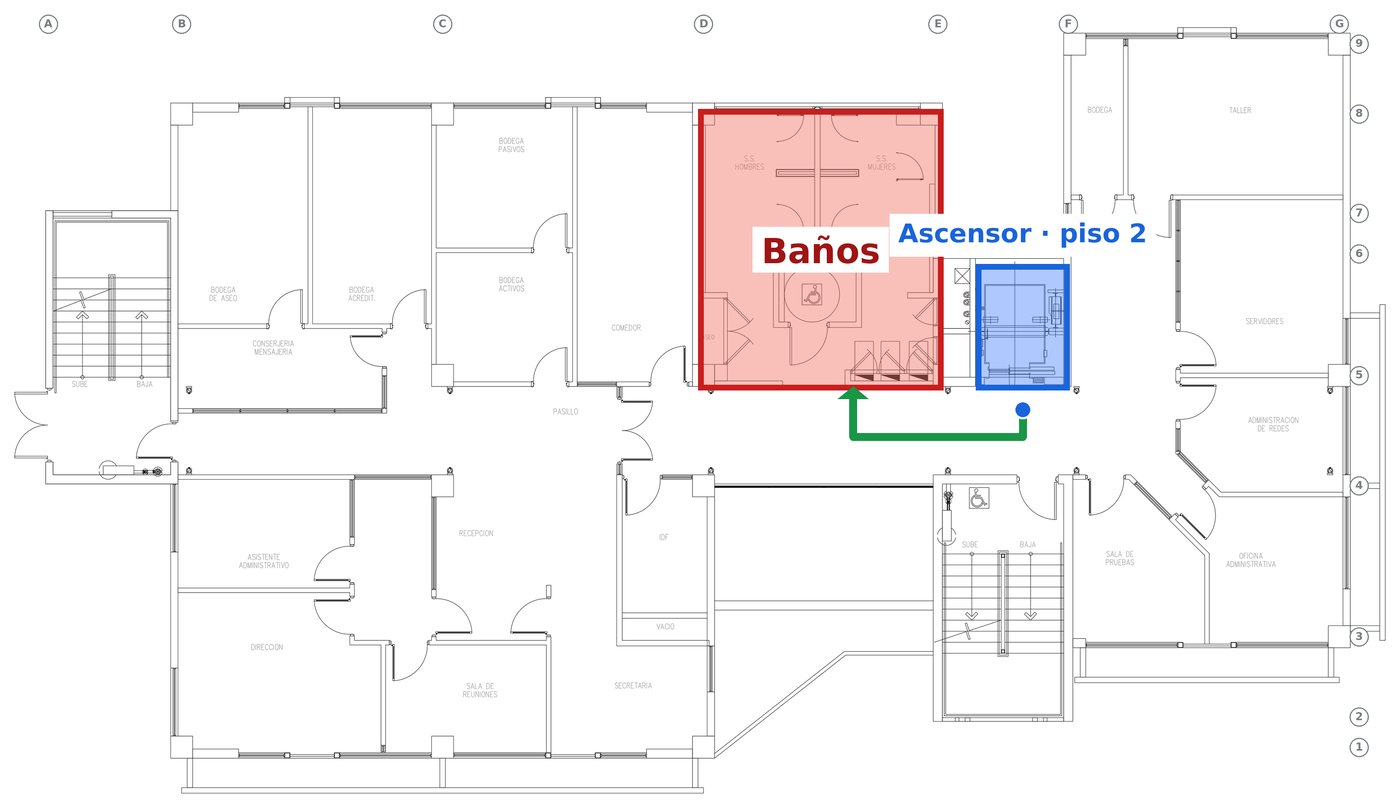 A
B
C
D
E
F
G
9
8
7
6
5
4
3
2
1
BODEGA
TALLER
BODEGA
PASIVOS
S.S.
HOMBRES
S.S.
MUJERES
Baños
Ascensor · piso 2
BODEGA
DE ASEO
BODEGA
ACREDIT.
BODEGA
ACTIVOS
COMEDOR
SERVIDORES
CONSERJERIA
MENSAJERIA
SUBE
BAJA
PASILLO
ADMINISTRACION
DE REDES
RECEPCION
IDF
SUBE
BAJA
ASISTENTE
ADMINISTRATIVO
SALA DE
PRUEBAS
OFICINA
ADMINISTRATIVA
VACIO
DIRECCION
SALA DE
REUNIONES
SECRETARIA